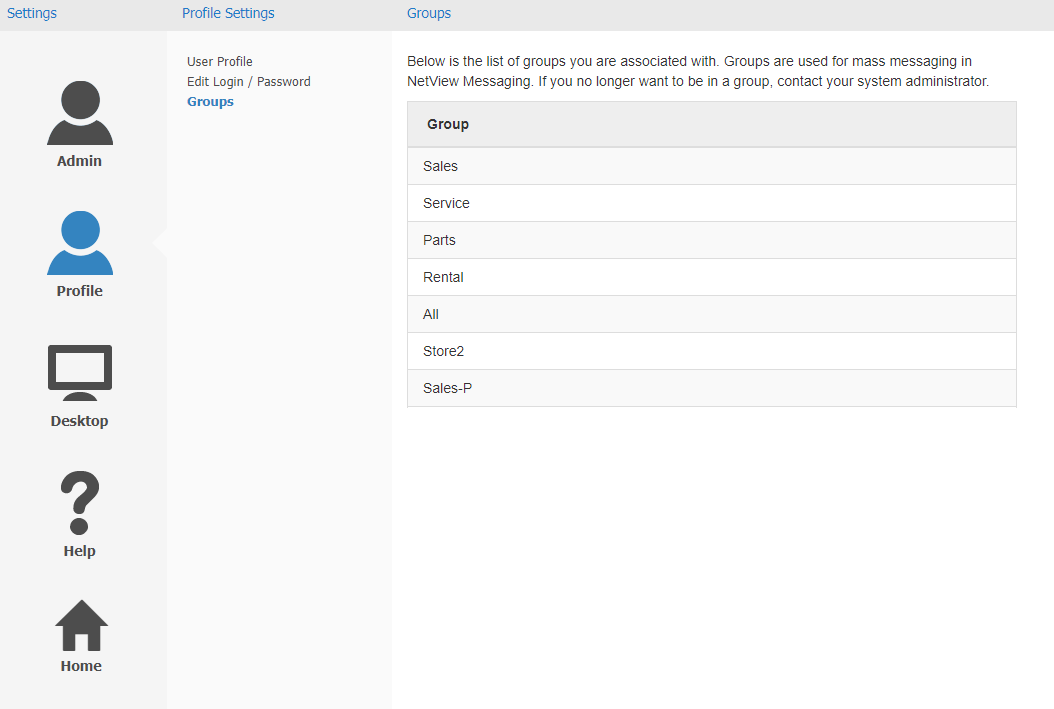 Settings
Profile Settings
Groups
Admin
Profile
Desktop
Help
Home
User Profile
Edit Login / Password
Groups
Below is the list of groups you are associated with. Groups are used for mass messaging in
NetView Messaging. If you no longer want to be in a group, contact your system administrator.
Group
Sales
Service
Parts
Rental
All
Store2
Sales-P